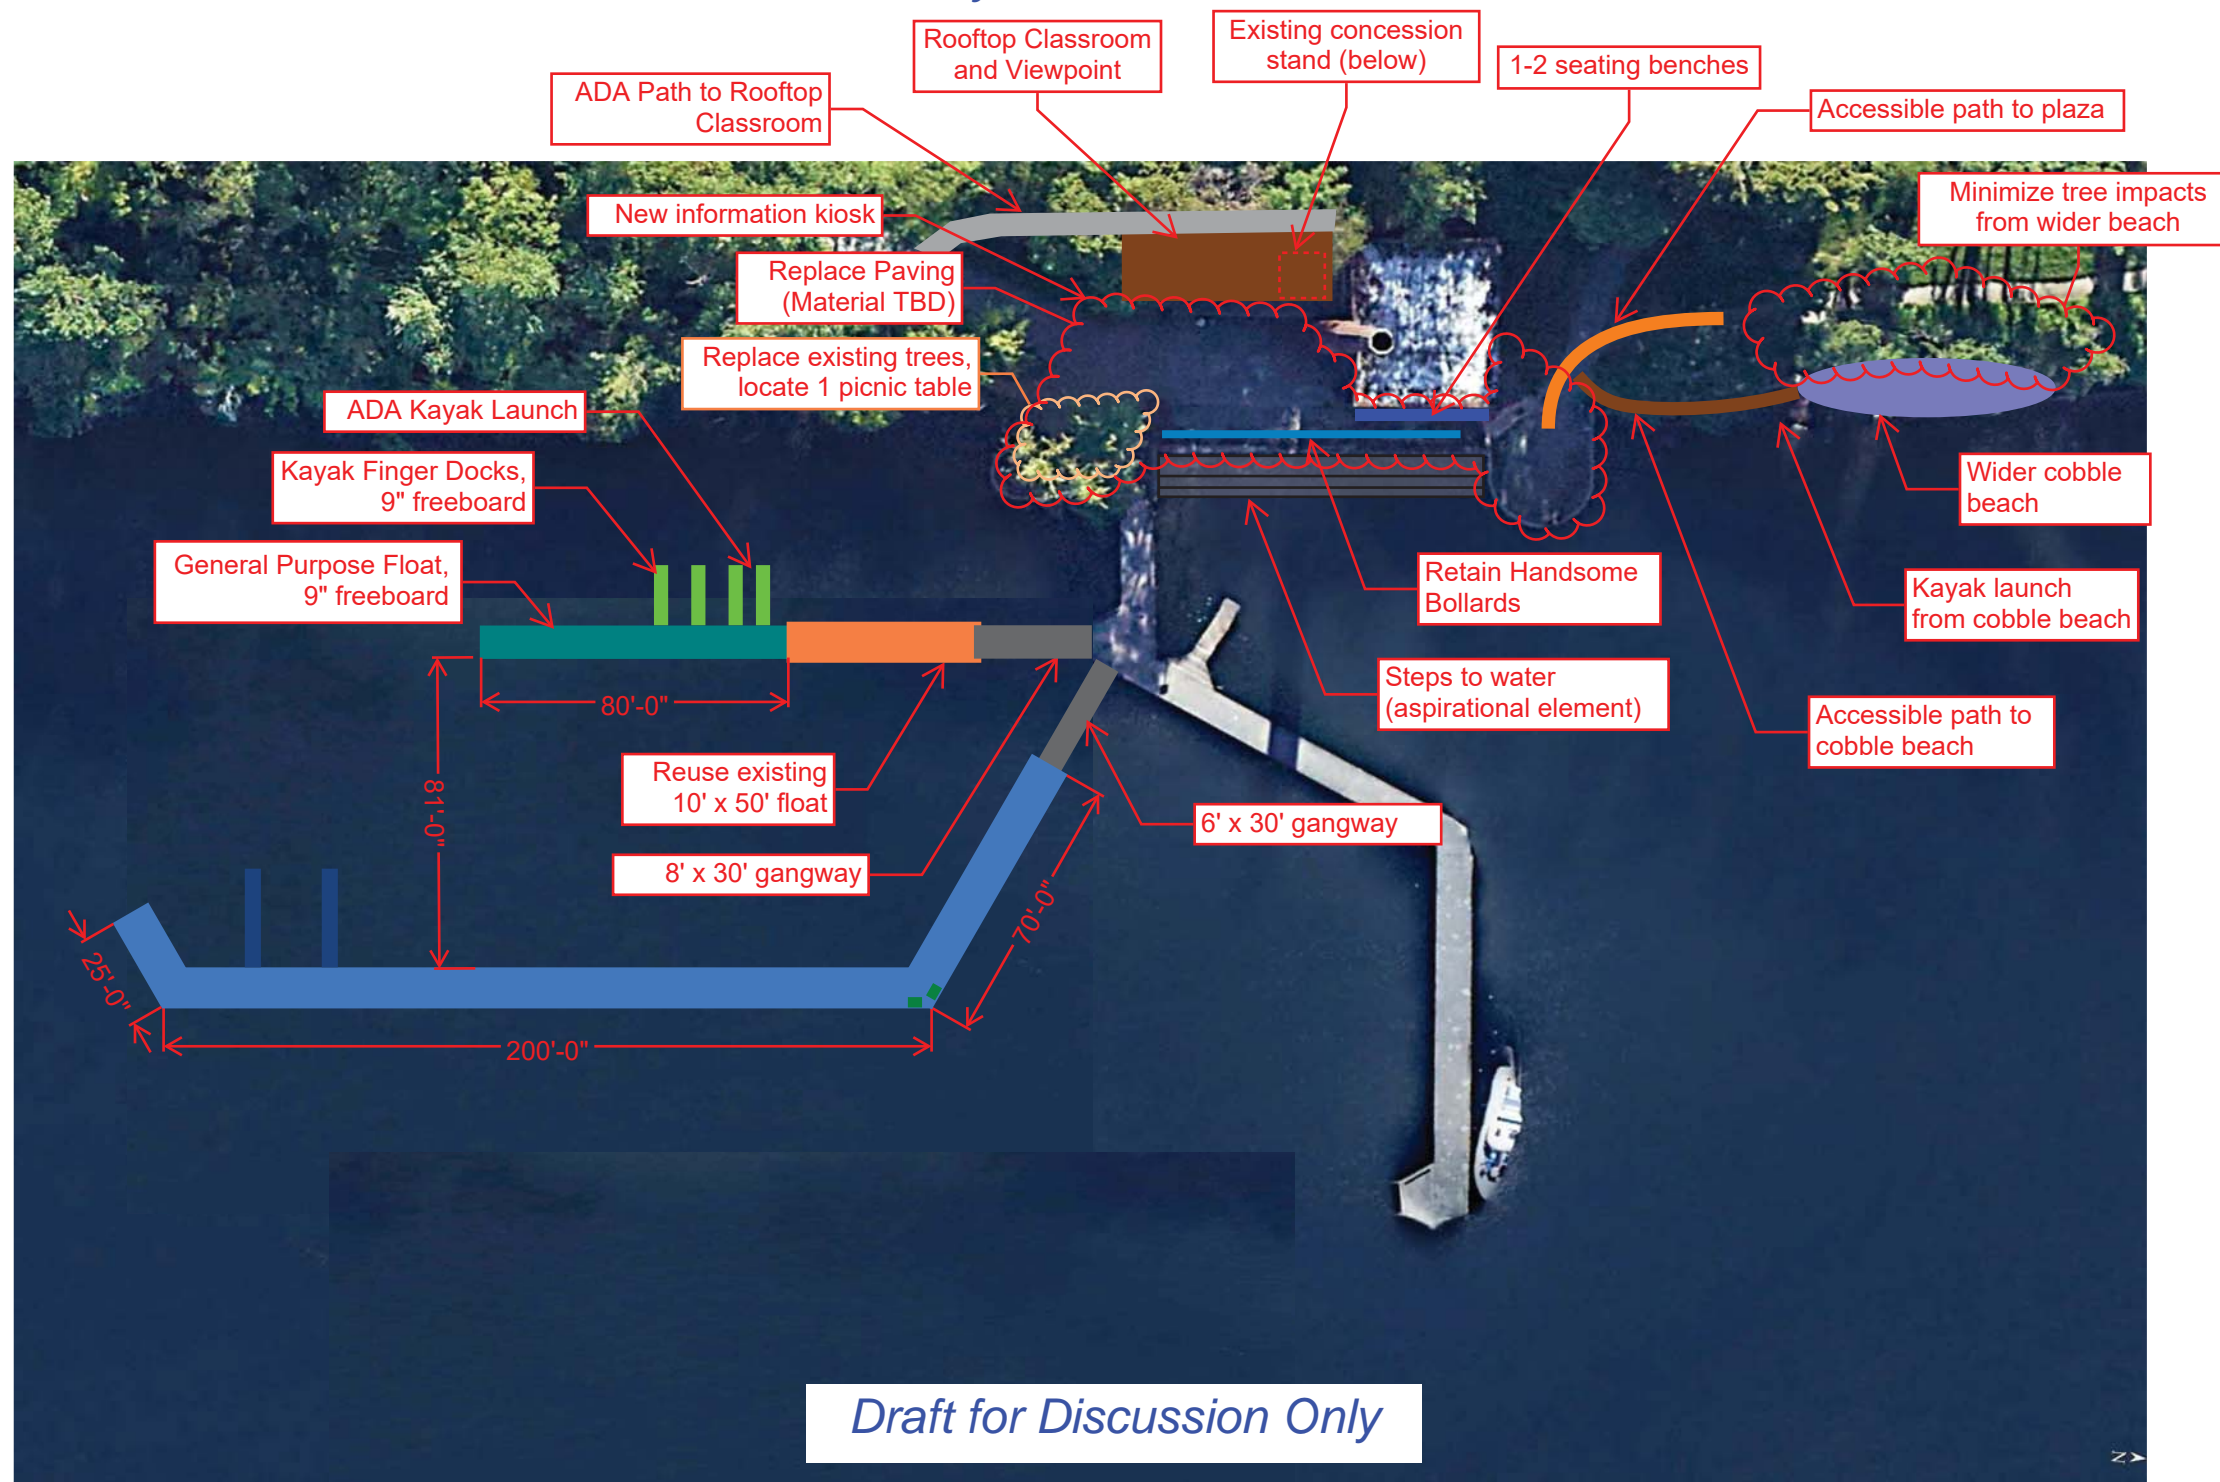 Rooftop Classroom
and Viewpoint
Existing concession
stand (below)
1-2 seating benches
ADA Path to Rooftop
Classroom
Accessible path to plaza
New information kiosk
Minimize tree impacts
from wider beach
Replace Paving
(Material TBD)
Replace existing trees,
locate 1 picnic table
ADA Kayak Launch
Kayak Finger Docks,
9" freeboard
Wider cobble
beach
General Purpose Float,
9" freeboard
Retain Handsome
Bollards
Kayak launch
from cobble beach
Steps to water
(aspirational element)
80'-0"
Accessible path to
cobble beach
Reuse existing
10' x 50' float
81'-0"
6' x 30' gangway
8' x 30' gangway
70'-0"
25'-0"
200'-0"
Draft for Discussion Only
N